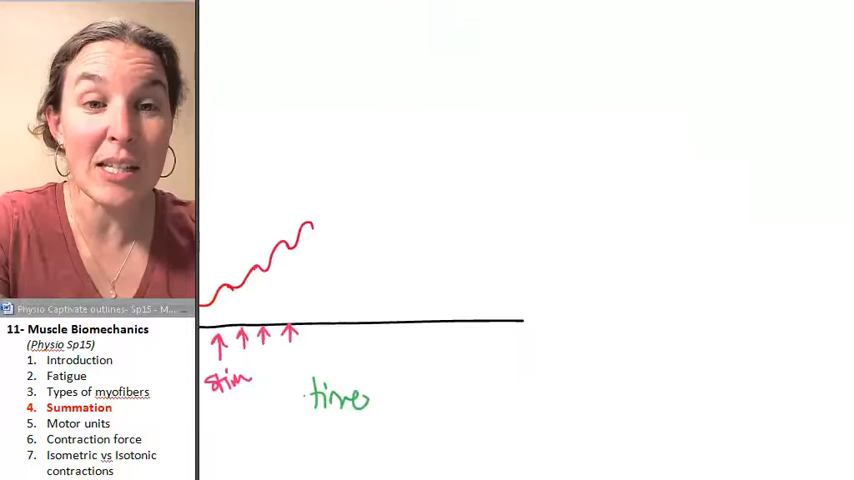 Physio Captivate outlines- Sp15 - M...
11- Muscle Biomechanics
(Physio Sp15)
1. Introduction
2. Fatigue
3. Types of myofibers
4. Summation
5. Motor units
6. Contraction force
7. Isometric vs Isotonic
contractions
stim
time